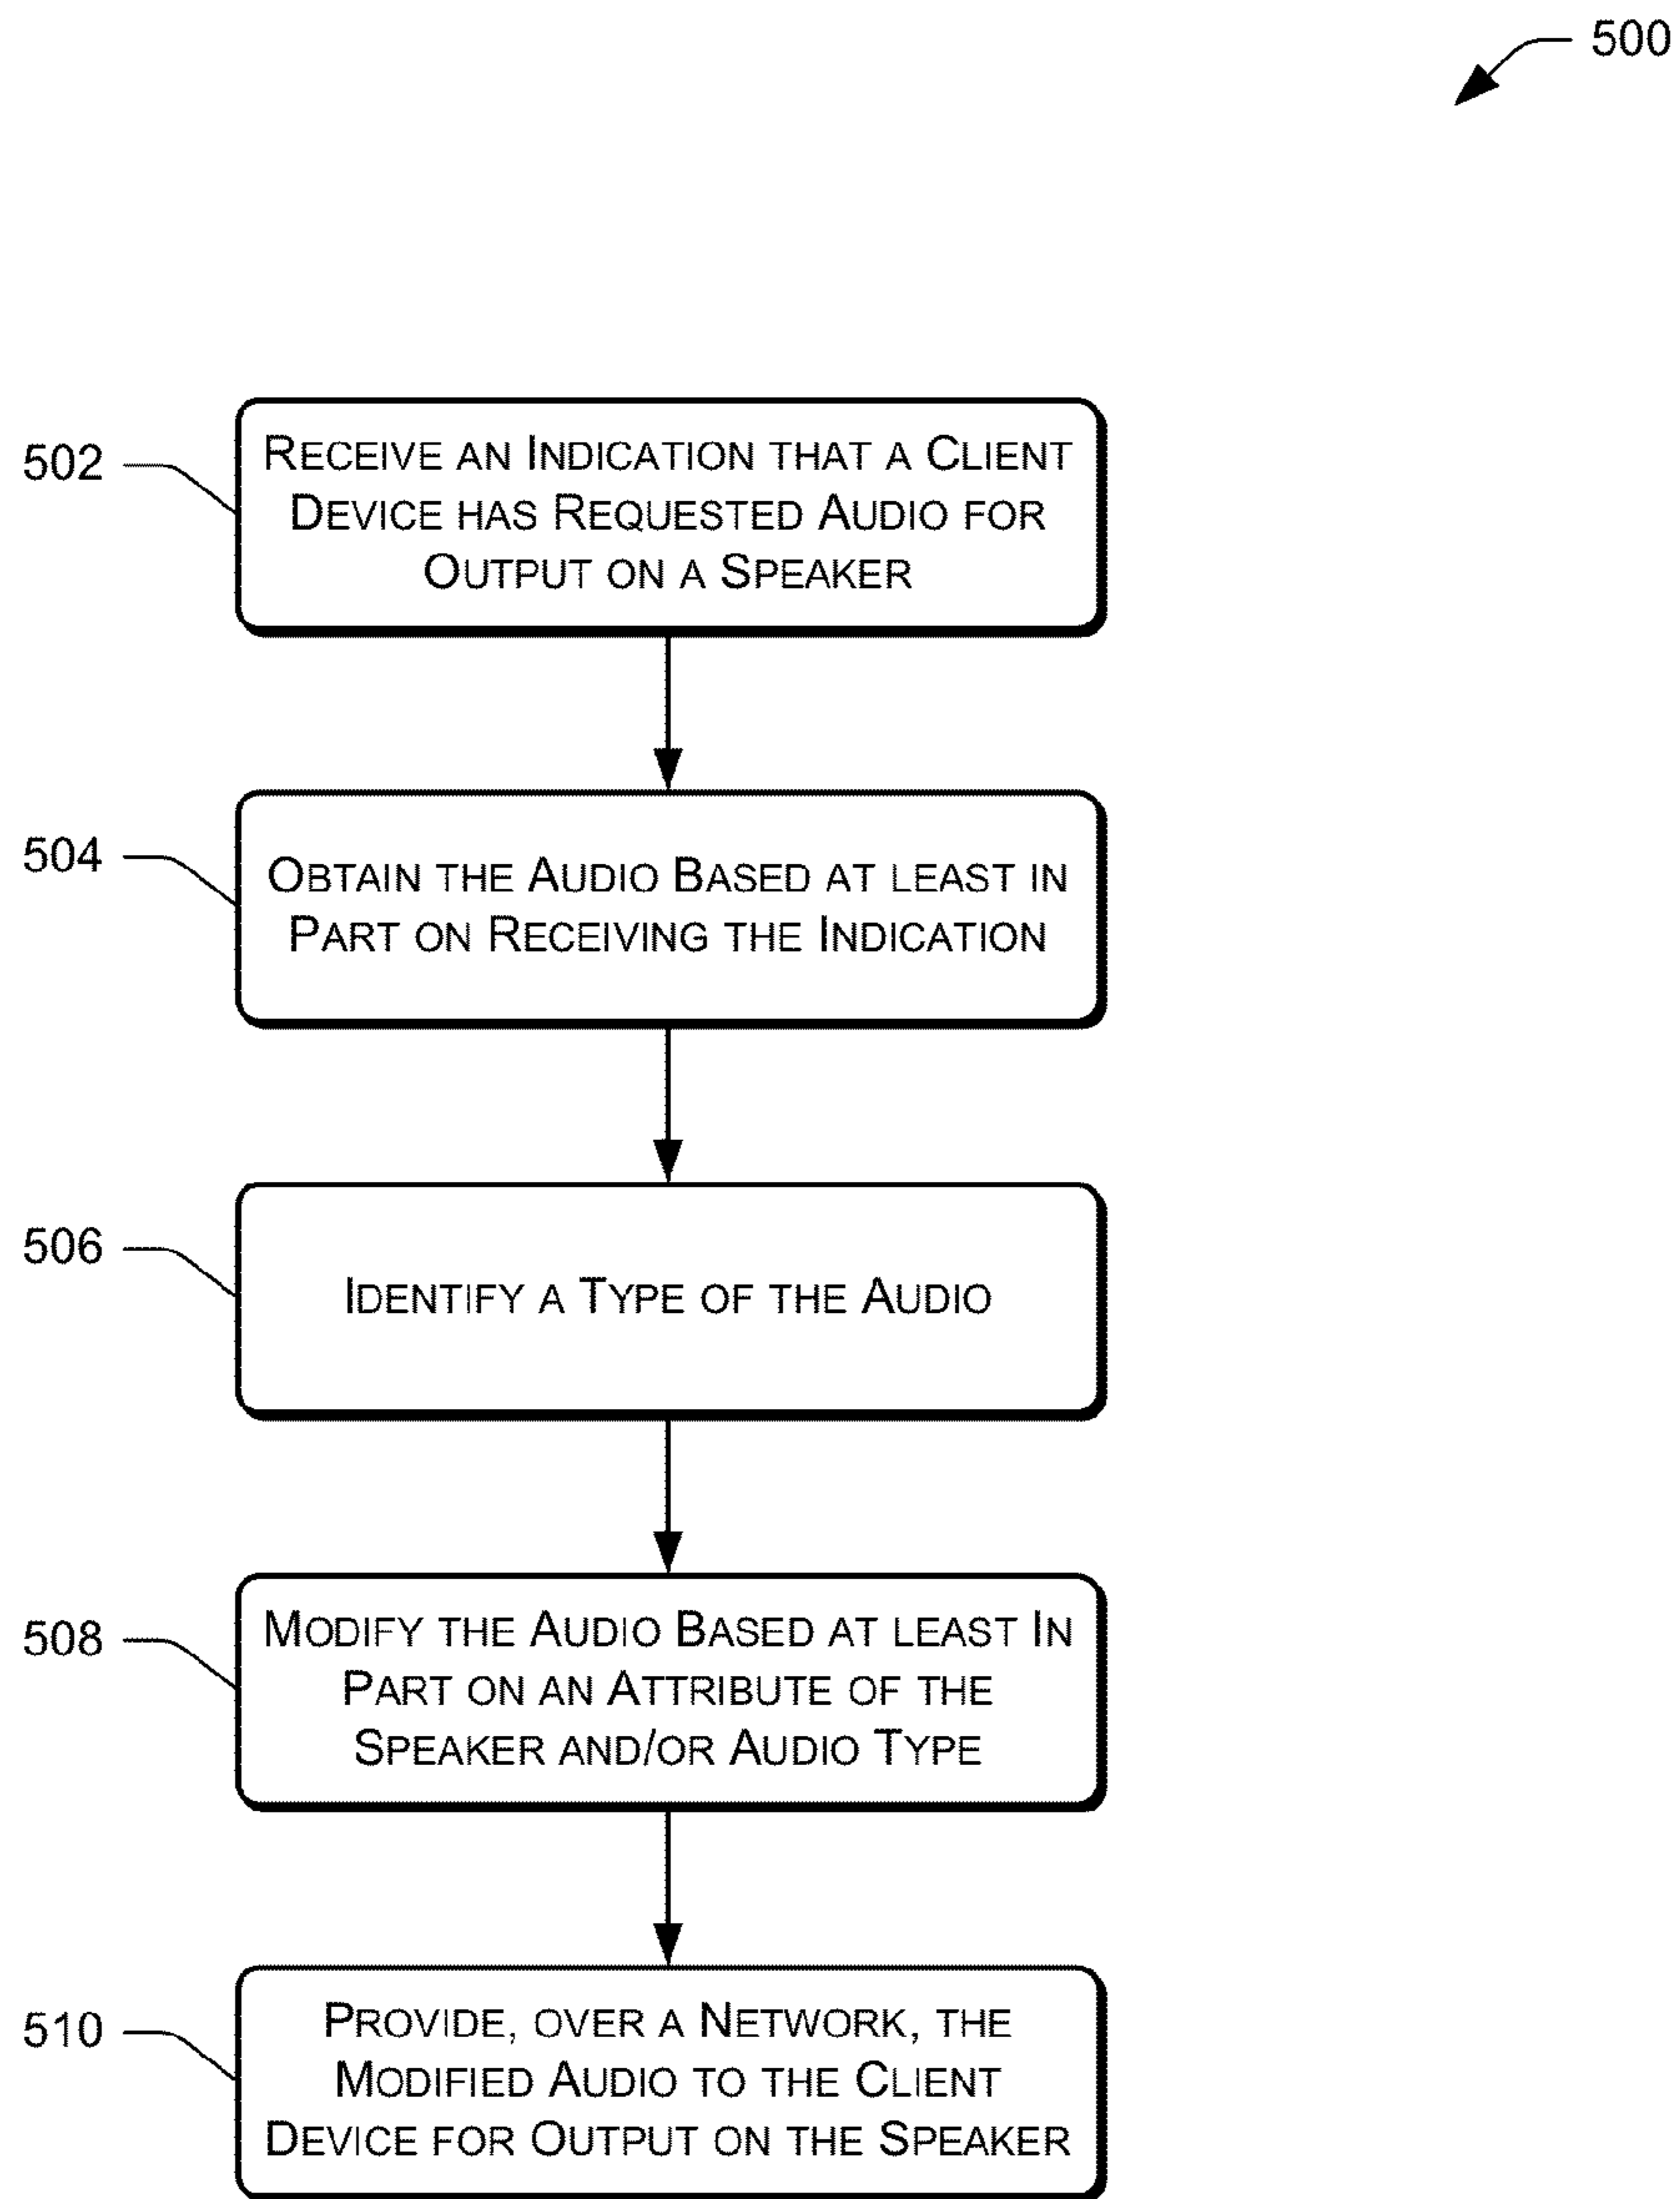 500
502
RECEIVE AN INDICATION THAT A CLIENT
DEVICE HAS REQUESTED AUDIO FOR
OUTPUT ON A SPEAKER
504
OBTAIN THE AUDIO BASED AT LEAST IN
PART ON RECEIVING THE INDICATION
506
IDENTIFY A TYPE OF THE AUDIO
508
MODIFY THE AUDIO BASED AT LEAST IN
PART ON AN ATTRIBUTE OF THE
SPEAKER AND/OR AUDIO TYPE
510
PROVIDE, OVER A NETWORK, THE
MODIFIED AUDIO TO THE CLIENT
DEVICE FOR OUTPUT ON THE SPEAKER